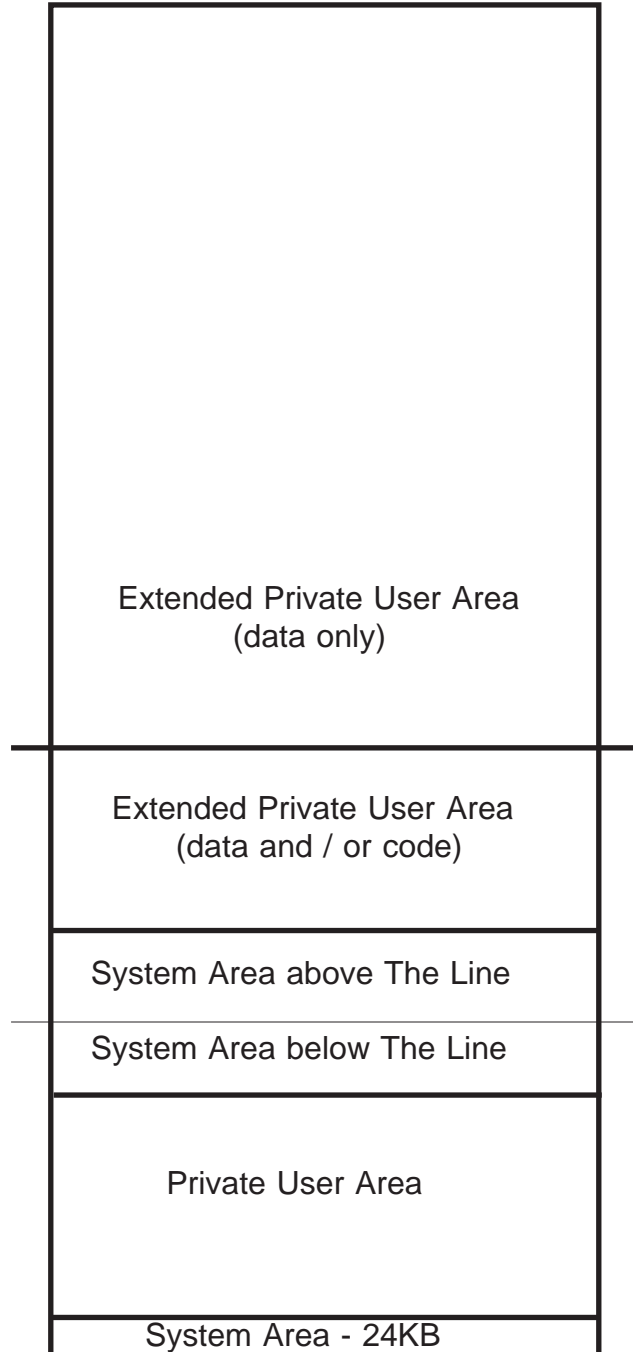 Extended Private User Area
(data only)
Extended Private User Area
(data and / or code)
System Area above The Line
System Area below The Line
Private User Area
System Area - 24KB